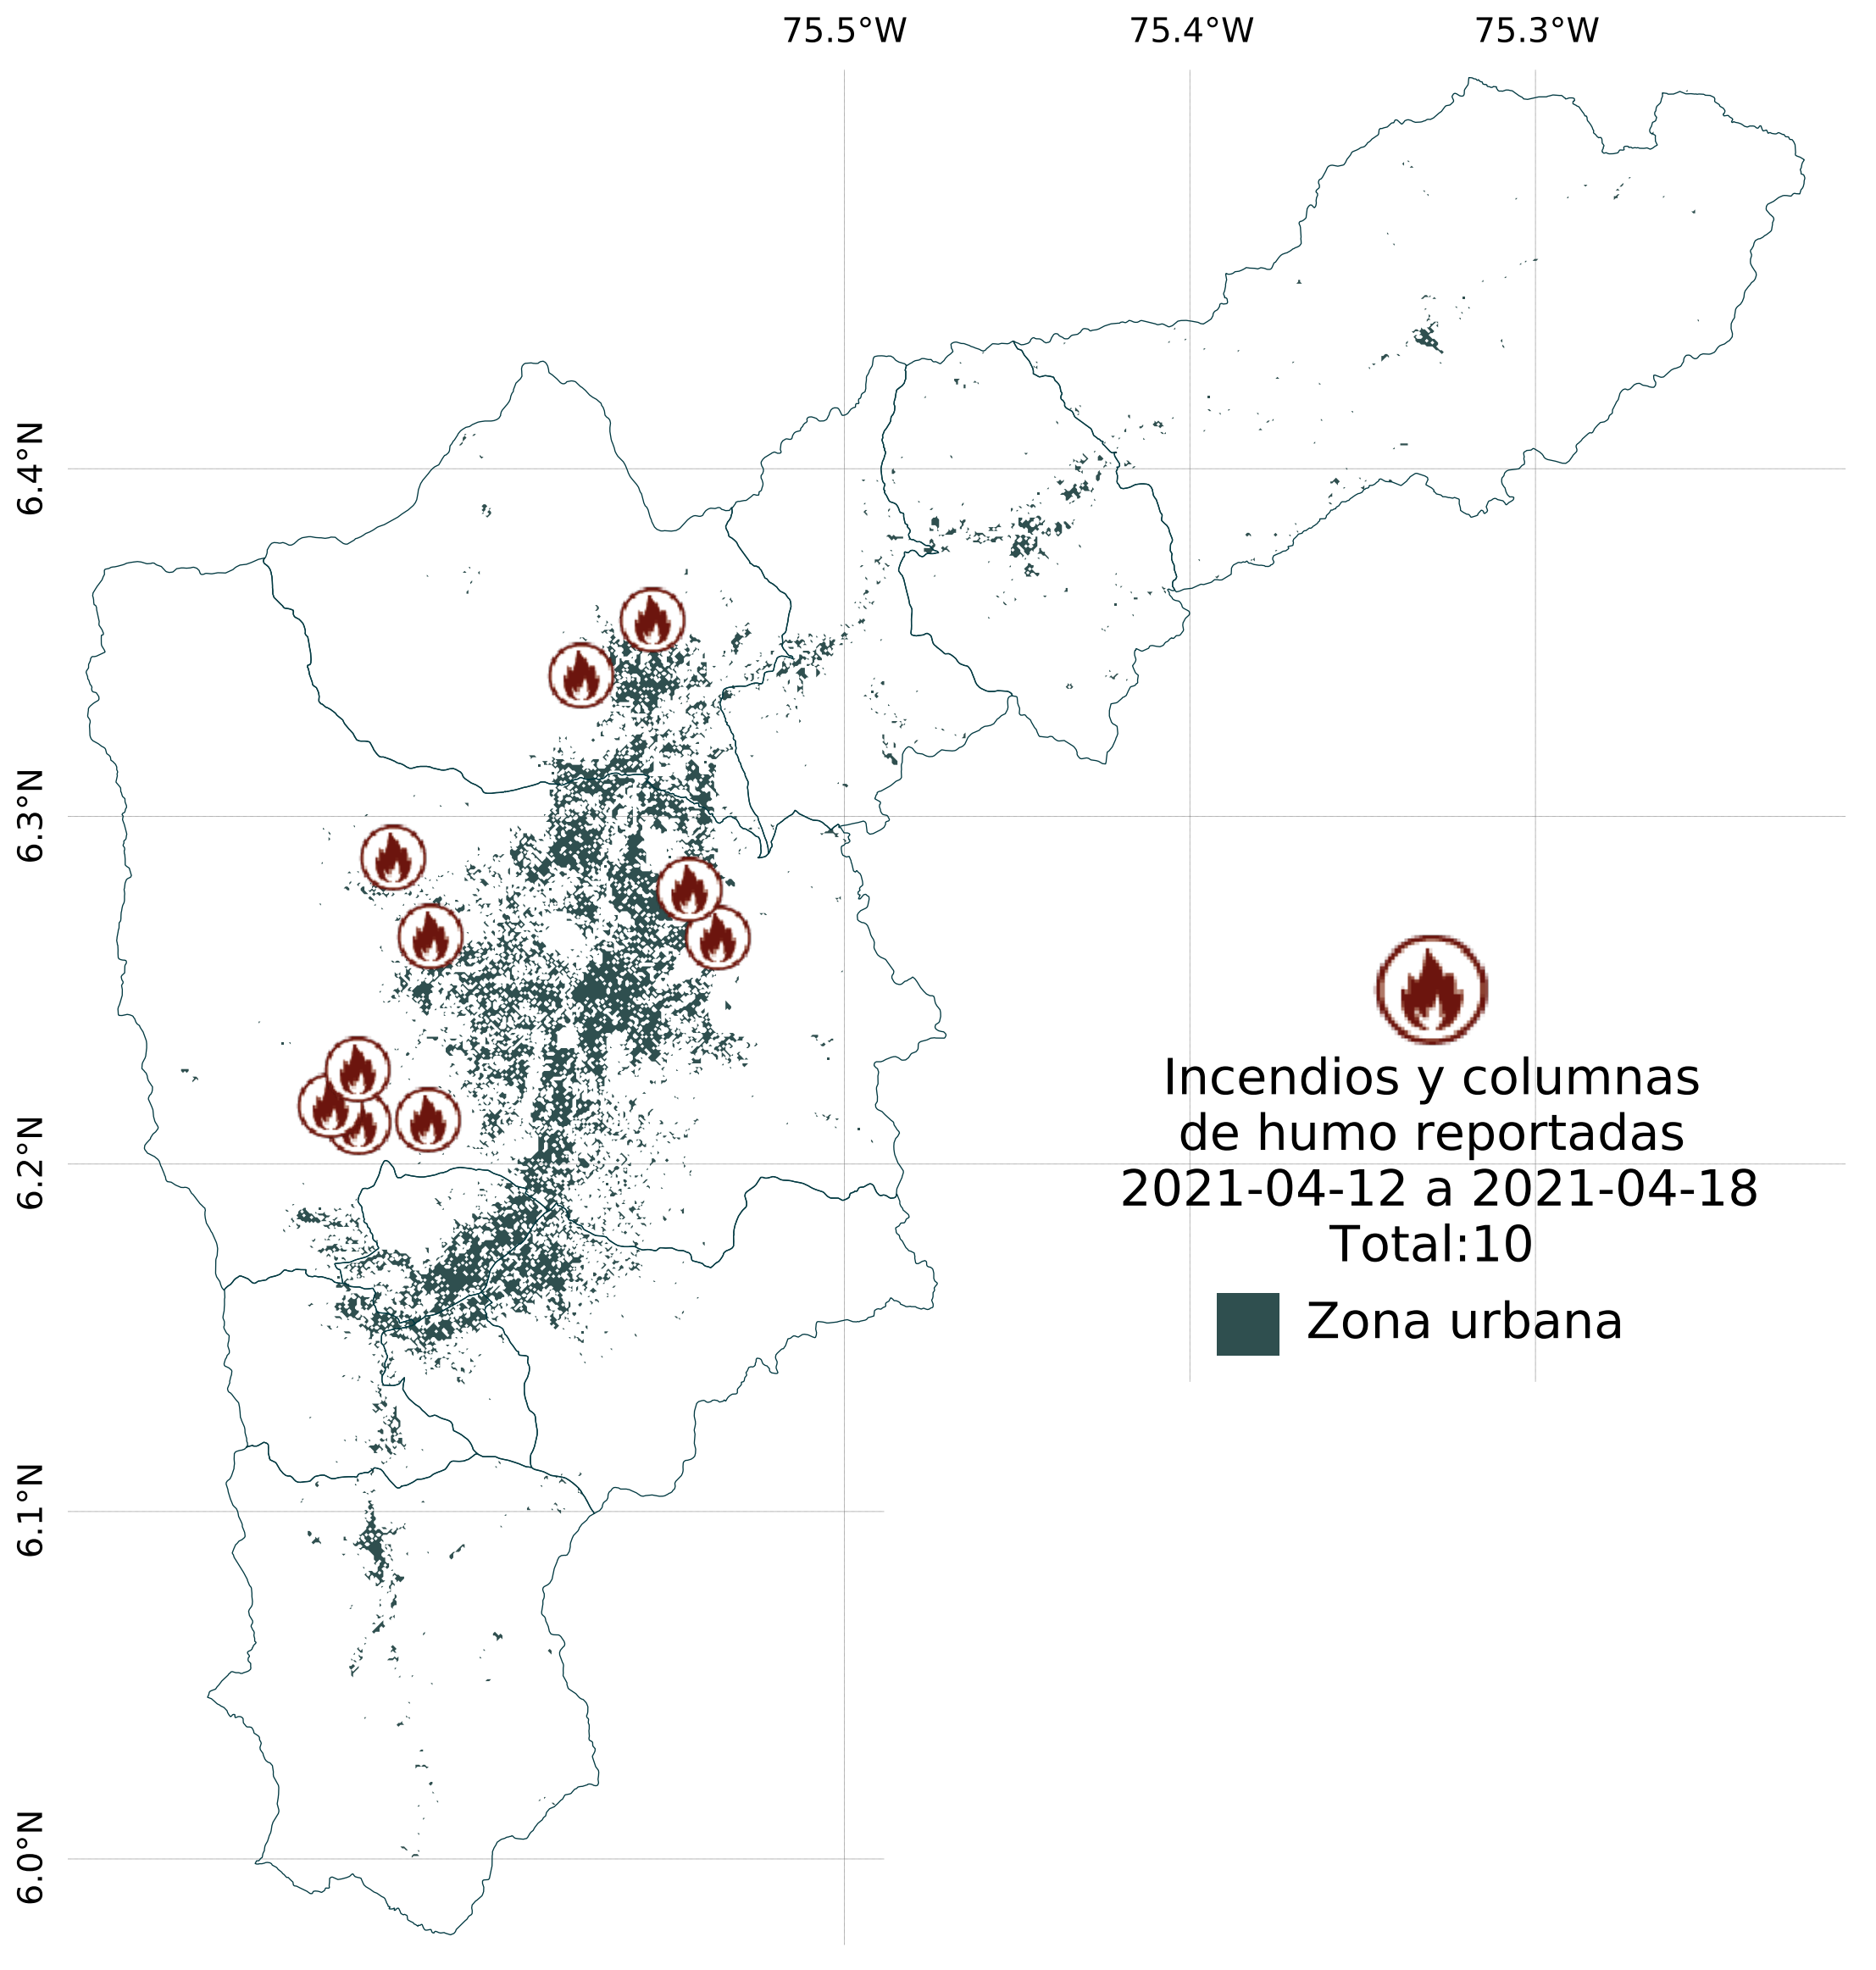 75.5°W 75.4°W 75.3°W
6.4°N
6.3°N
6.2°N
6.1°N
6.0°N
Incendios y columnas
de humo reportadas
2021-04-12 a 2021-04-18
Total:10
Zona urbana